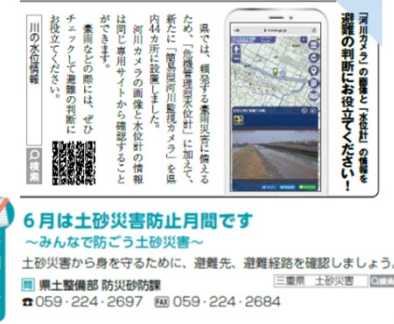 「河川カメラ」の画像と「水位計」の情報を
避難の判断にお役立てください!
県では、頻発する豪雨災害に備える
ため、「危機管理型水位計」に加えて、
新たに「簡易型河川監視カメラ」を県
内44カ所に設置しました。
河川カメラの画像と水位計の情報
は同じ専用サイトから確認すること
ができます。
豪雨などの際には、ぜひ
チェックして避難の判断に
お役立てください。
川の水位情報
検索
6月は土砂災害防止月間です
~みんなで防ごう土砂災害~
土砂災害から身を守るために、避難先、避難経路を確認しましょう。
三重県 土砂災害
問 県土整備部 防災砂防課
☎059・224・2697 FAX 059・224・2684